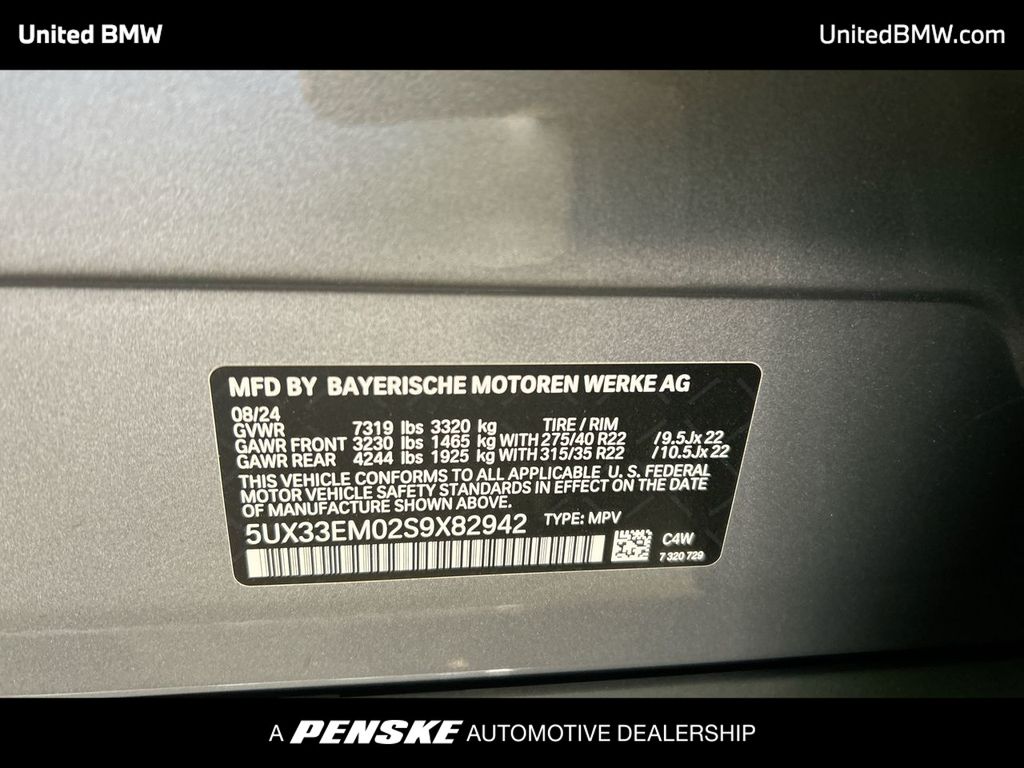 United BMW
UnitedBMW.com
MFD BY BAYERISCHE MOTOREN WERKE AG
08/24
GVWR 7319 lbs 3320 kg TIRE / RIM
GAWR FRONT 3230 lbs 1465 kg WITH 275/40 R22 /9.5Jx22
GAWR REAR 4244 lbs 1925 kg WITH 315/35 R22 /10.5Jx22
THIS VEHICLE CONFORMS TO ALL APPLICABLE U. S. FEDERAL
MOTOR VEHICLE SAFETY STANDARDS IN EFFECT ON THE DATE
OF MANUFACTURE SHOWN ABOVE.
5UX33EM02S9X82942 TYPE: MPV
C4W
7 320 729
A PENSKE AUTOMOTIVE DEALERSHIP